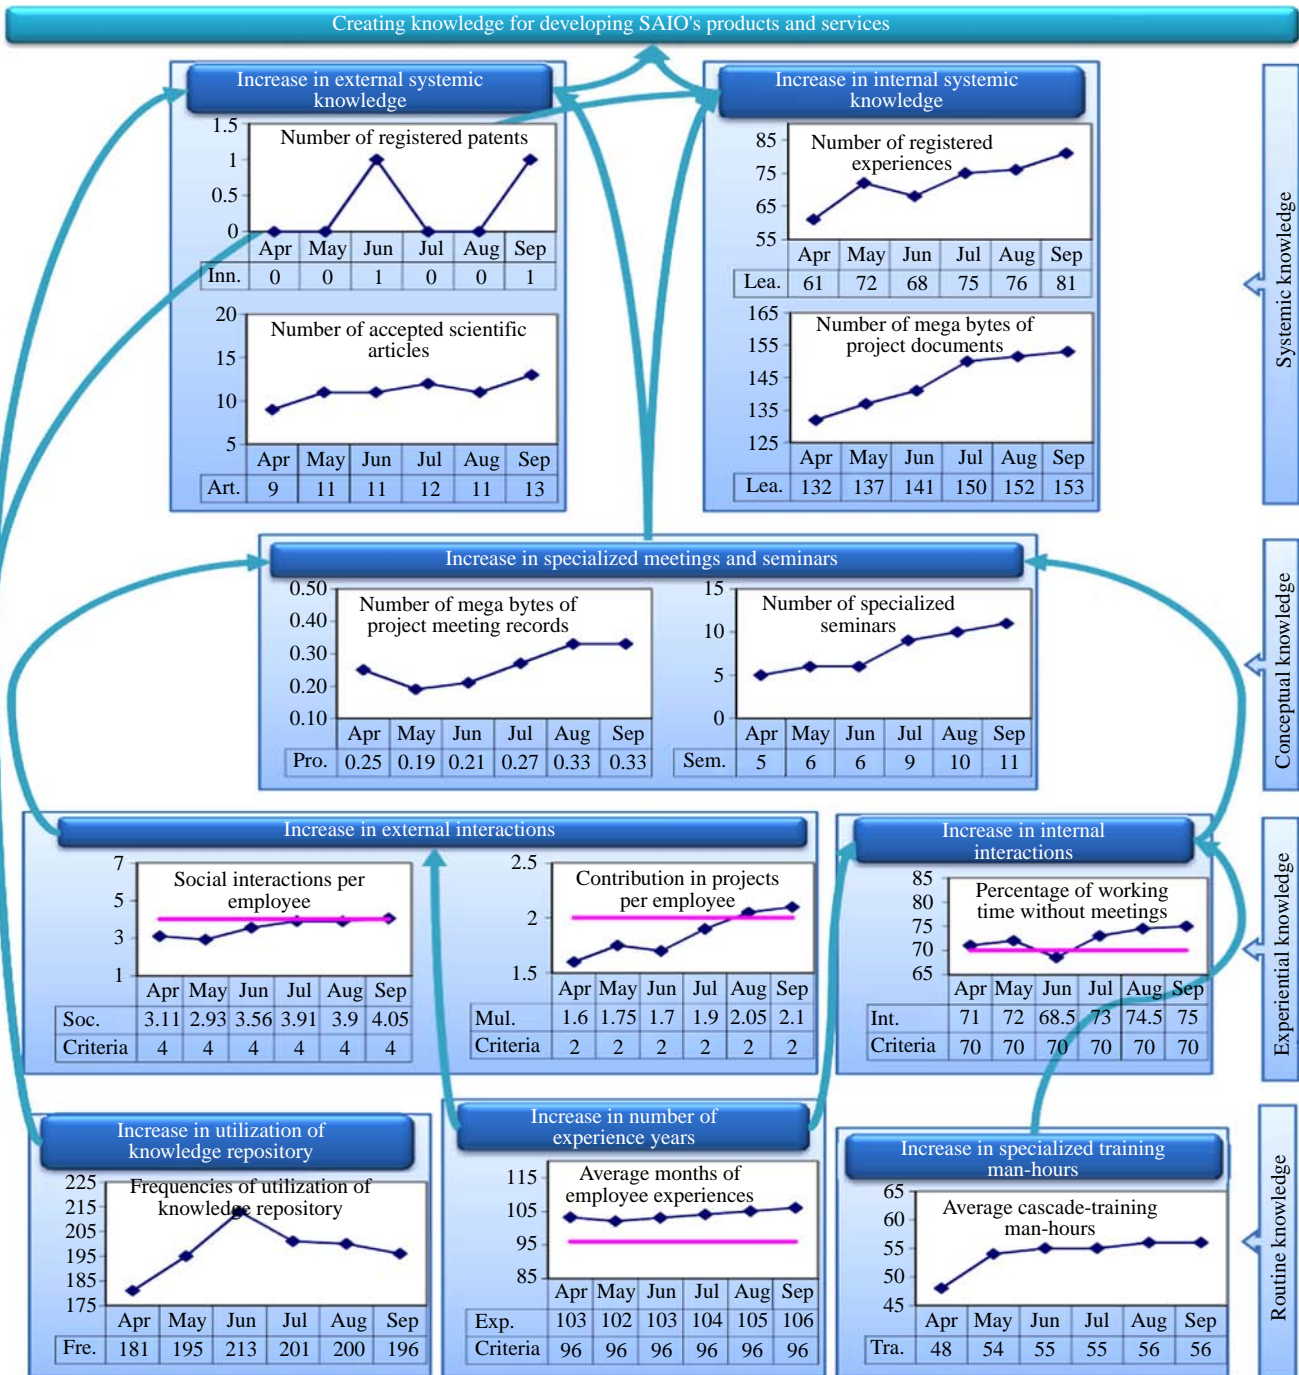 Creating knowledge for developing SAIO's products and services
Increase in external systemic
knowledge
Number of registered patents
1.5
1
0.5
0
Apr May Jun Jul Aug Sep
Inn. 0 0 1 0 0 1
Number of accepted scientific
articles
20
15
10
5
Apr May Jun Jul Aug Sep
Art. 9 11 11 12 11 13
Increase in internal systemic
knowledge
Number of registered
experiences
85
75
65
55
Apr May Jun Jul Aug Sep
Lea. 61 72 68 75 76 81
Number of mega bytes of
project documents
165
155
145
135
125
Apr May Jun Jul Aug Sep
Lea. 132 137 141 150 152 153
Systemic knowledge
Increase in specialized meetings and seminars
Number of mega bytes of
project meeting records
0.50
0.40
0.30
0.20
0.10
Apr May Jun Jul Aug Sep
Pro. 0.25 0.19 0.21 0.27 0.33 0.33
Number of specialized
seminars
15
10
5
0
Apr May Jun Jul Aug Sep
Sem. 5 6 6 9 10 11
Conceptual knowledge
Increase in external interactions
Social interactions per
employee
7
5
3
1
Apr May Jun Jul Aug Sep
Soc. 3.11 2.93 3.56 3.91 3.9 4.05
Criteria 4 4 4 4 4 4
Contribution in projects
per employee
2.5
2
1.5
Apr May Jun Jul Aug Sep
Mul. 1.6 1.75 1.7 1.9 2.05 2.1
Criteria 2 2 2 2 2 2
Increase in internal
interactions
Percentage of working
time without meetings
85
80
75
70
65
Apr May Jun Jul Aug Sep
Int. 71 72 68.5 73 74.5 75
Criteria 70 70 70 70 70 70
Experiential knowledge
Increase in utilization of
knowledge repository
Frequencies of utilization of
knowledge repository
225
215
205
195
185
175
Apr May Jun Jul Aug Sep
Fre. 181 195 213 201 200 196
Increase in number of
experience years
Average months of
employee experiences
115
105
95
85
Apr May Jun Jul Aug Sep
Exp. 103 102 103 104 105 106
Criteria 96 96 96 96 96 96
Increase in specialized training
man-hours
Average cascade-training
man-hours
65
60
55
50
45
Apr May Jun Jul Aug Sep
Tra. 48 54 55 55 56 56
Routine knowledge